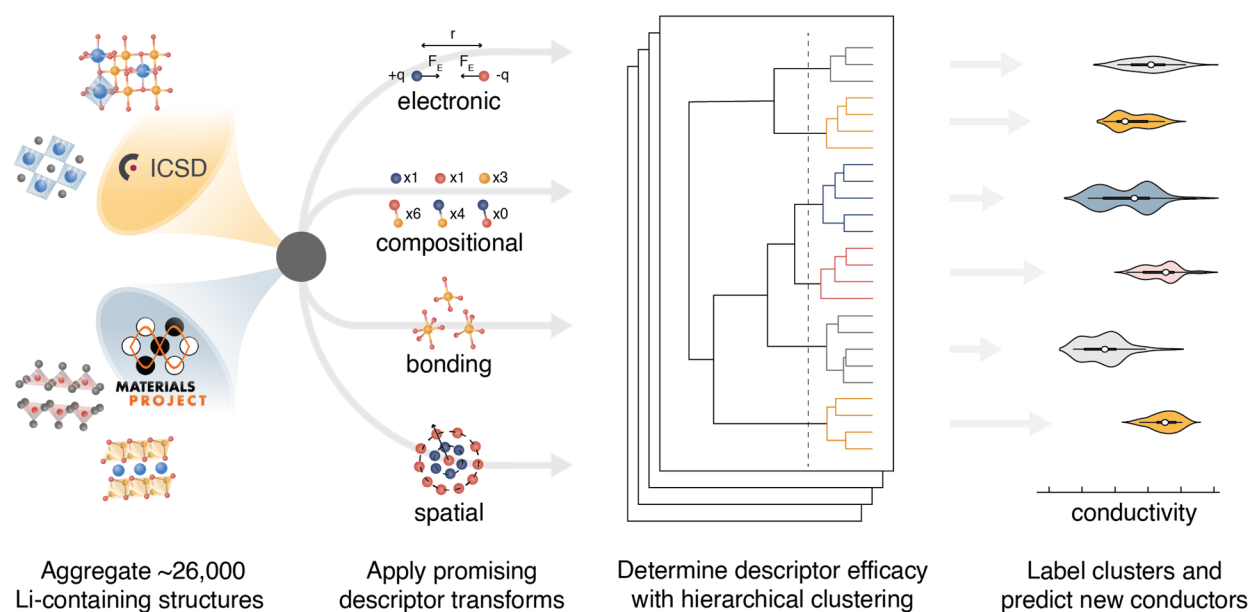 ICSD
MATERIALS
PROJECT
r
F_E F_E
+q -q
electronic
x1 x1 x3
x6 x4 x0
compositional
bonding
spatial
conductivity
Aggregate ~26,000
Li-containing structures
Apply promising
descriptor transforms
Determine descriptor efficacy
with hierarchical clustering
Label clusters and
predict new conductors